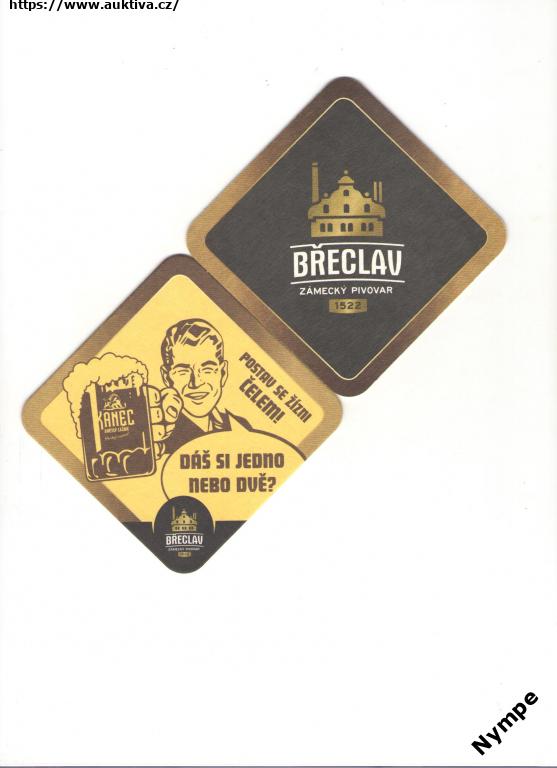 https://www.auktiva.cz/
BŘECLAV
ZÁMECKÝ PIVOVAR
1522
POSTAV SE ŽÍZNI
ČELEM!
KANEC
DÁŠ SI JEDNO
NEBO DVĚ?
BŘECLAV
ZÁMECKÝ PIVOVAR
Nympe